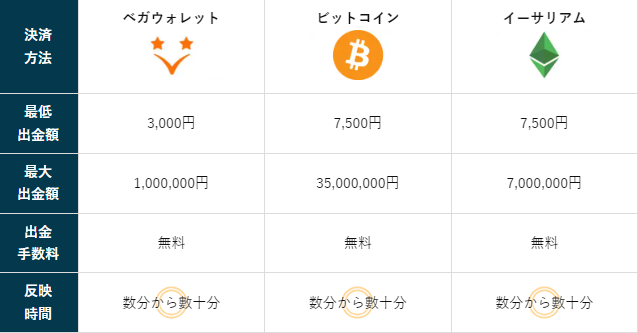 決済
方法
ベガウォレット
ビットコイン
イーサリアム
最低
出金額
3,000円
7,500円
7,500円
最大
出金額
1,000,000円
35,000,000円
7,000,000円
出金
手数料
無料
無料
無料
反映
時間
数分から數十分
数分から數十分
数分から數十分